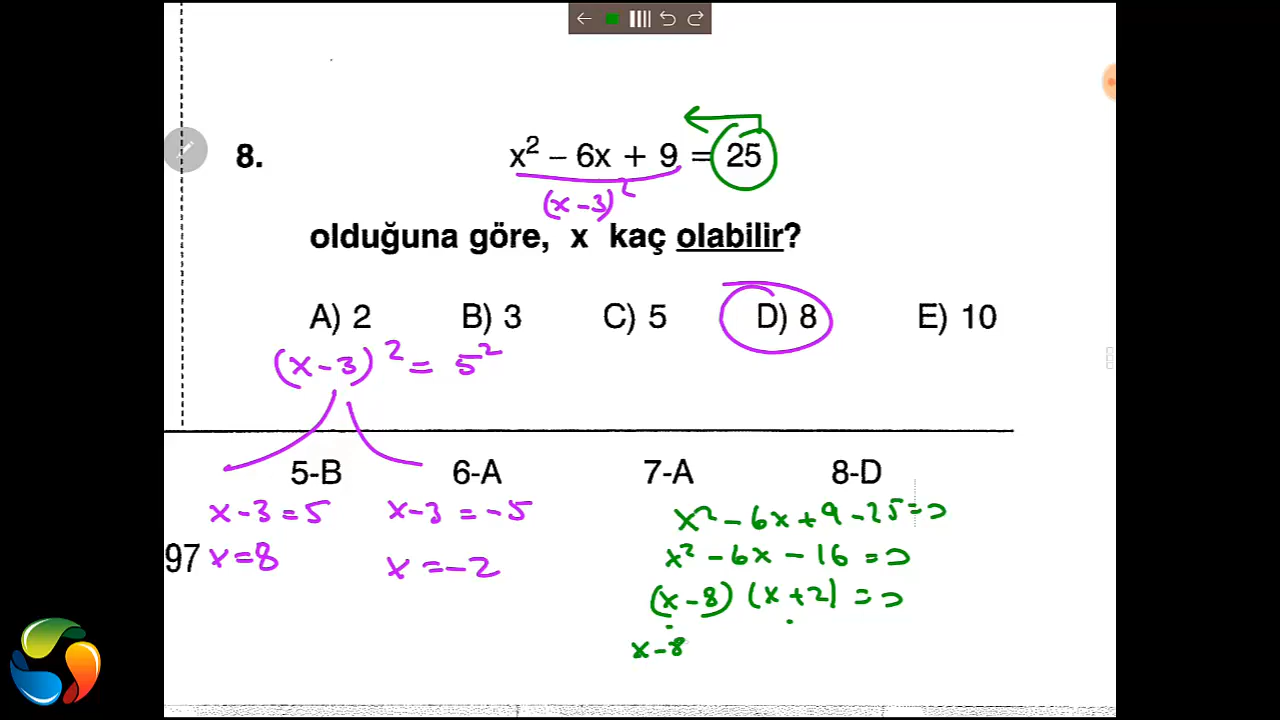 8. x² – 6x + 9 = 25
(x-3)²
olduğuna göre, x kaç olabilir?
A) 2 B) 3 C) 5 D) 8 E) 10
(x-3)² = 5²
5-B 6-A 7-A 8-D
x-3=5 x-3=-5 x²-6x+9-25=0
97 x=8 x=-2 x²-6x-16=0
(x-8) (x+2)=0
x-8